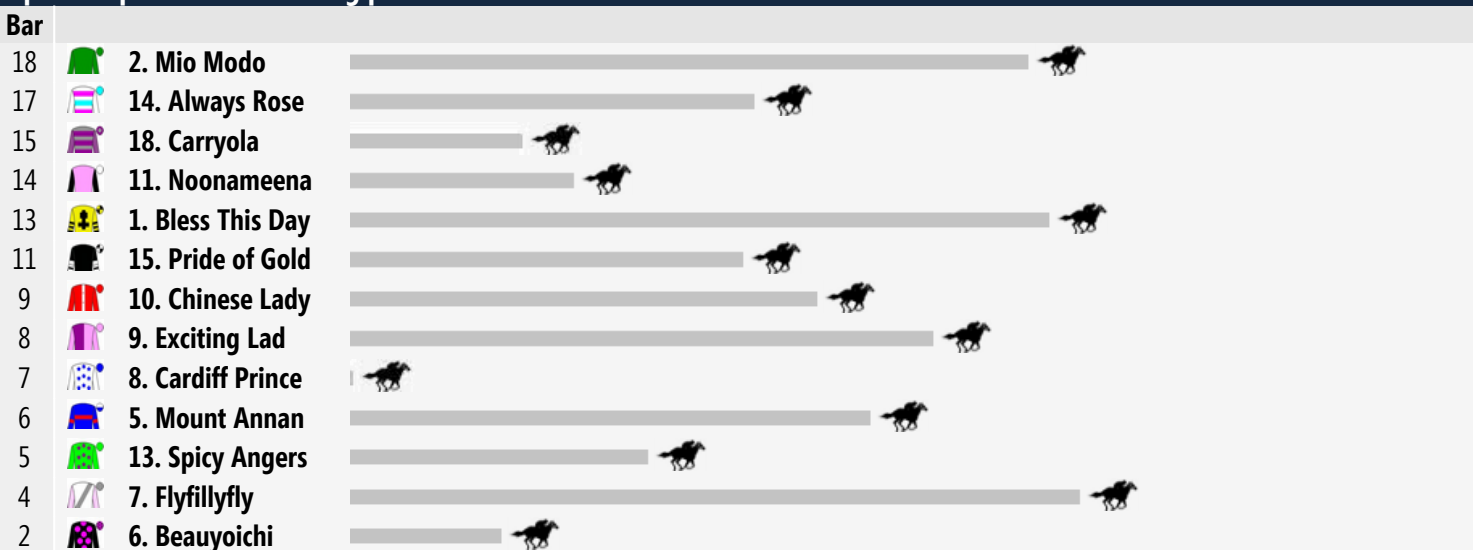 Bar
18 2. Mio Modo
17 14. Always Rose
15 18. Carryola
14 11. Noonameena
13 1. Bless This Day
11 15. Pride of Gold
9 10. Chinese Lady
8 9. Exciting Lad
7 8. Cardiff Prince
6 5. Mount Annan
5 13. Spicy Angers
4 7. Flyfillyfly
2 6. Beauyoichi